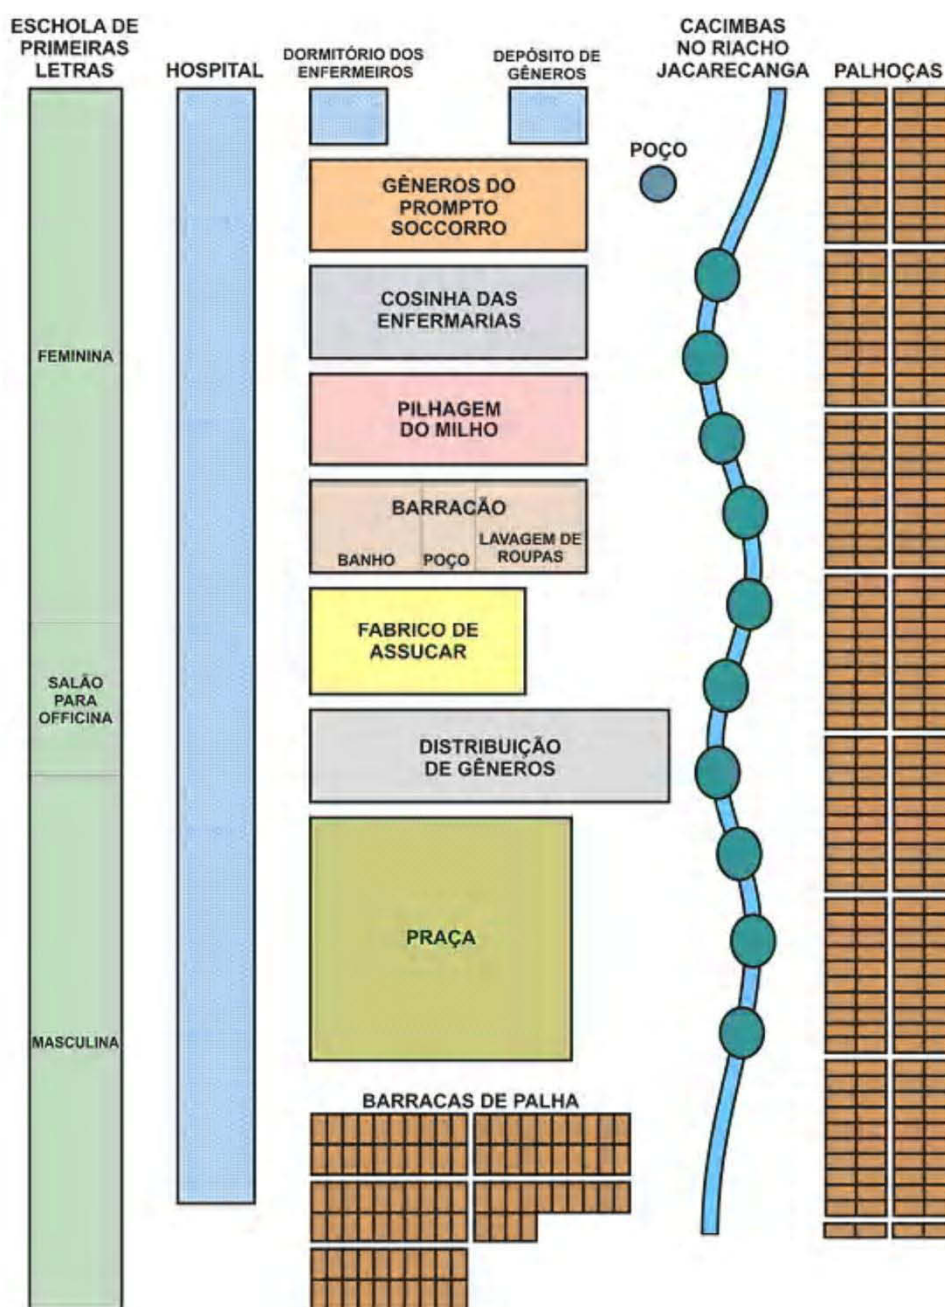 ESCHOLA DE
PRIMEIRAS
LETRAS
HOSPITAL
DORMITÓRIO DOS
ENFERMEIROS
DEPÓSITO DE
GÊNEROS
CACIMBAS
NO RIACHO
JACARECANGA
PALHOÇAS
POÇO
GÊNEROS DO
PROMPTO
SOCCORRO
COSINHA DAS
ENFERMARIAS
FEMININA
PILHAGEM
DO MILHO
BARRACÃO
BANHO
POÇO
LAVAGEM DE
ROUPAS
FABRICO DE
ASSUCAR
SALÃO
PARA
OFFICINA
DISTRIBUIÇÃO
DE GÊNEROS
PRAÇA
MASCULINA
BARRACAS DE PALHA